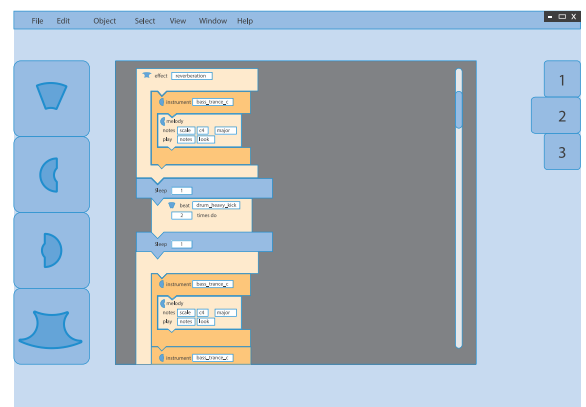 File Edit Object Select View Window Help
- X
effect reverberation
instrument bass_trance_c
melody
notes scale c4 major
play notes look
Sleep 1
beat drum_heavy_kick
2 times do
Sleep 1
instrument bass_trance_c
melody
notes scale c4 major
play notes look
instrument bass_trance_c
1
2
3